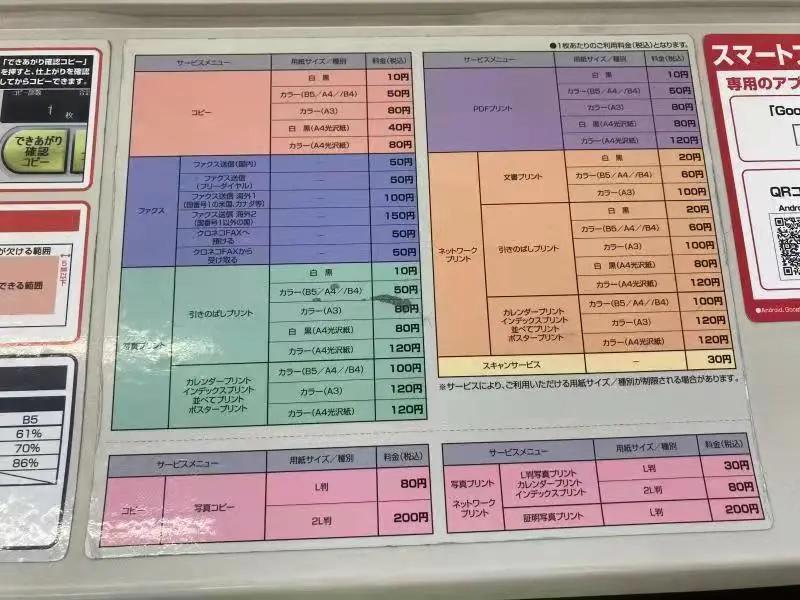 「できあがり確認コピー」
を押すと、仕上がりを確認
してからコピーできます。
1 枚
できあがり
確認
コピー
が欠ける範囲
できる範囲
B5
61%
70%
86%
●1枚あたりのご利用料金(税込)となります。
サービスメニュー 用紙サイズ/種別 料金(税込)
コピー
白 黒 10円
カラー(B5/A4/B4) 50円
カラー(A3) 80円
白 黒(A4光沢紙) 40円
カラー(A4光沢紙) 80円
ファクス
ファクス送信(国内) — 50円
ファクス送信
(フリーダイヤル) — 50円
ファクス送信 海外1
(国番号1の米国、カナダ等) — 100円
ファクス送信 海外2
(国番号1以外の国) — 150円
クロネコFAXへ
預ける — 50円
クロネコFAXから
受け取る — 50円
写真プリント
引きのばしプリント
白 黒 10円
カラー(B5/A4/B4) 50円
カラー(A3) 80円
白 黒(A4光沢紙) 80円
カラー(A4光沢紙) 120円
カレンダープリント
インデックスプリント
並べてプリント
ポスタープリント
カラー(B5/A4/B4) 100円
カラー(A3) 120円
カラー(A4光沢紙) 120円
サービスメニュー 用紙サイズ/種別 料金(税込)
PDFプリント
白 黒 10円
カラー(B5/A4/B4) 50円
カラー(A3) 80円
白 黒(A4光沢紙) 80円
カラー(A4光沢紙) 120円
ネットワーク
プリント
文書プリント
白 黒 20円
カラー(B5/A4/B4) 60円
カラー(A3) 100円
引きのばしプリント
白 黒 20円
カラー(B5/A4/B4) 60円
カラー(A3) 100円
白 黒(A4光沢紙) 80円
カラー(A4光沢紙) 120円
カレンダープリント
インデックスプリント
並べてプリント
ポスタープリント
カラー(B5/A4/B4) 100円
カラー(A3) 120円
カラー(A4光沢紙) 120円
スキャンサービス — 30円
※サービスにより、ご利用いただける用紙サイズ/種別が制限される場合があります。
サービスメニュー 用紙サイズ/種別 料金(税込)
コピー 写真コピー
L判 80円
2L判 200円
サービスメニュー 用紙サイズ/種別 料金(税込)
写真プリント
ネットワーク
プリント
L判写真プリント
カレンダープリント
インデックスプリント
L判 30円
2L判 80円
証明写真プリント L判 200円
スマート
専用のアプ
「Goo
QRコ
Andro
●Android、Goog